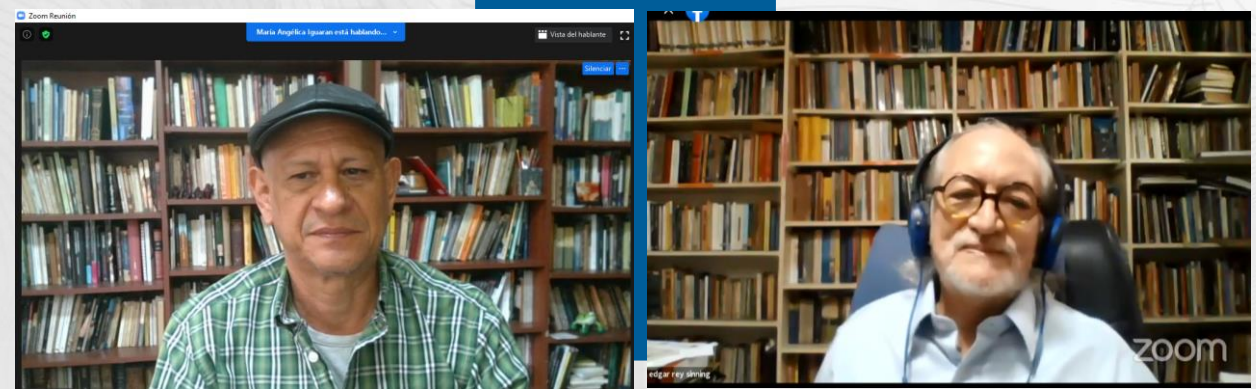 Zoom Reunión
María Angélica Iguaran está hablando...
Vista del hablante
Silenciar
edgar rey sinning
zoom